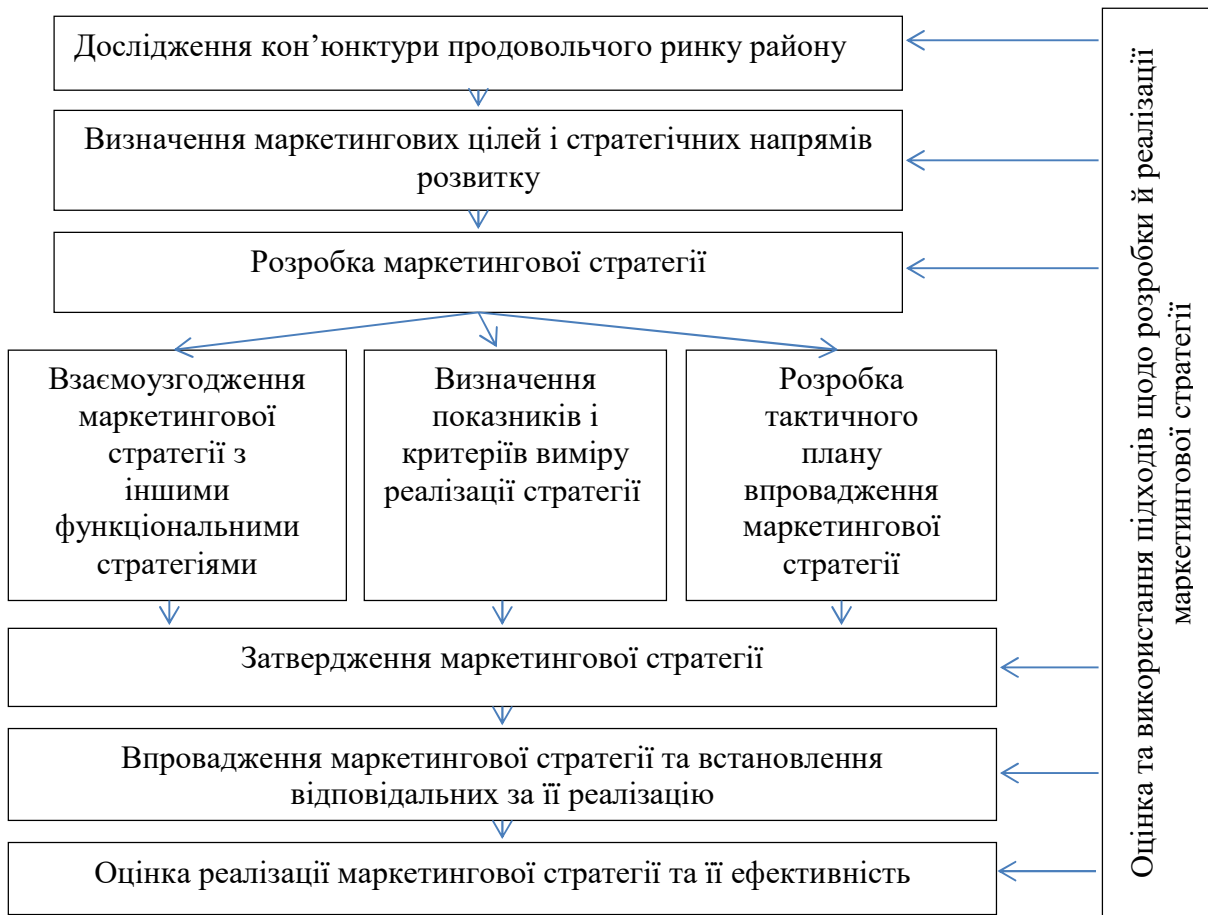 Дослідження кон’юнктури продовольчого ринку району
Визначення маркетингових цілей і стратегічних напрямів
розвитку
Розробка маркетингової стратегії
Взаємоузгодження
маркетингової
стратегії з
іншими
функціональними
стратегіями
Визначення
показників і
критеріїв виміру
реалізації стратегії
Розробка
тактичного
плану
впровадження
маркетингової
стратегії
Затвердження маркетингової стратегії
Впровадження маркетингової стратегії та встановлення
відповідальних за її реалізацію
Оцінка реалізації маркетингової стратегії та її ефективність
Оцінка та використання підходів щодо розробки й реалізації
маркетингової стратегії